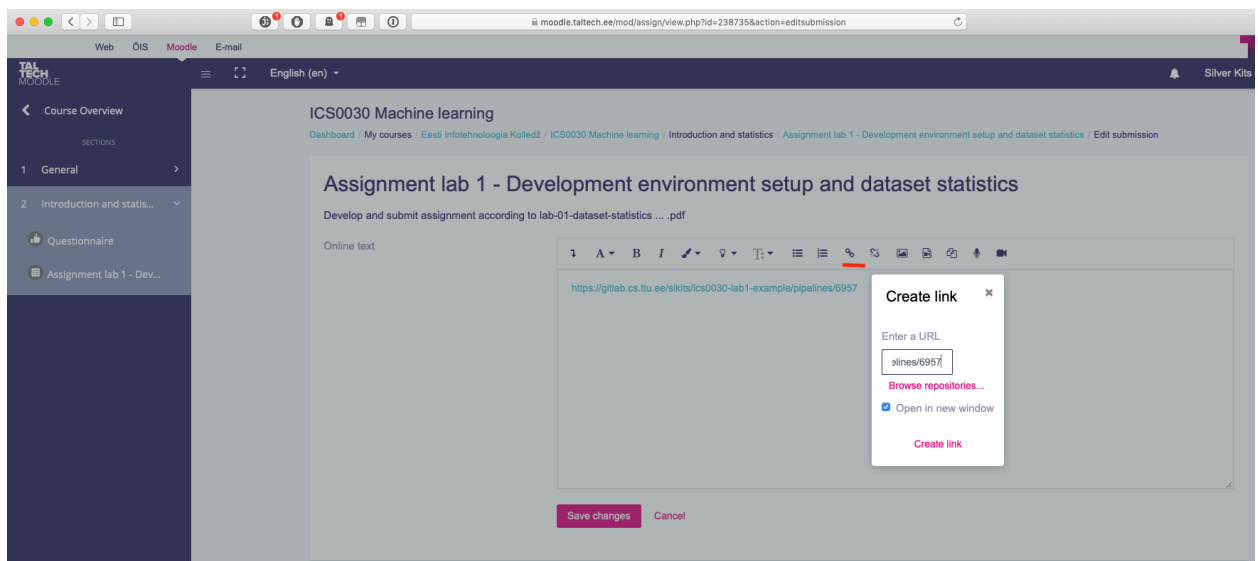 moodle.taltech.ee/mod/assign/view.php?id=238735&action=editsubmission
Web ÕIS Moodle E-mail
TAL
TECH
MOODLE
English (en)
Silver Kits
Course Overview
SECTIONS
1 General
2 Introduction and statis...
Questionnaire
Assignment lab 1 - Dev...
ICS0030 Machine learning
Dashboard / My courses / Eesti Infotehnoloogia Kolledž / ICS0030 Machine learning / Introduction and statistics / Assignment lab 1 - Development environment setup and dataset statistics / Edit submission
Assignment lab 1 - Development environment setup and dataset statistics
Develop and submit assignment according to lab-01-dataset-statistics ... .pdf
Online text
A B I T
https://gitlab.cs.ttu.ee/sikits/ics0030-lab1-example/pipelines/6957
Create link ×
Enter a URL
elines/6957
Browse repositories...
Open in new window
Create link
Save changes Cancel